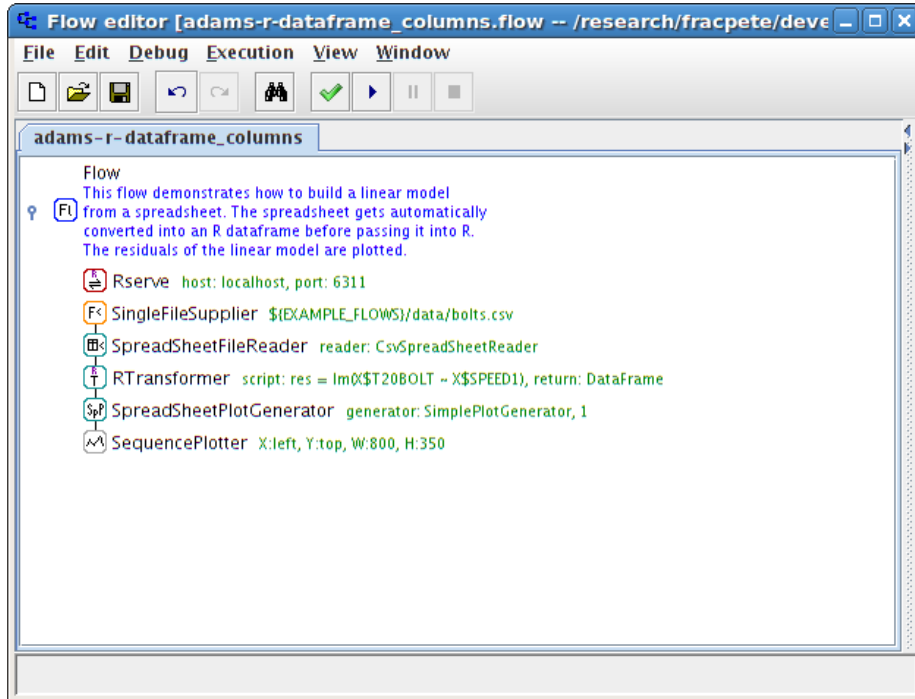 Flow editor [adams-r-dataframe_columns.flow -- /research/fracpete/deve
File Edit Debug Execution View Window
adams-r-dataframe_columns
Flow
This flow demonstrates how to build a linear model
from a spreadsheet. The spreadsheet gets automatically
converted into an R dataframe before passing it into R.
The residuals of the linear model are plotted.
Rserve host: localhost, port: 6311
SingleFileSupplier ${EXAMPLE_FLOWS}/data/bolts.csv
SpreadSheetFileReader reader: CsvSpreadSheetReader
RTransformer script: res = lm(X$T20BOLT ~ X$SPEED1), return: DataFrame
SpreadSheetPlotGenerator generator: SimplePlotGenerator, 1
SequencePlotter X:left, Y:top, W:800, H:350